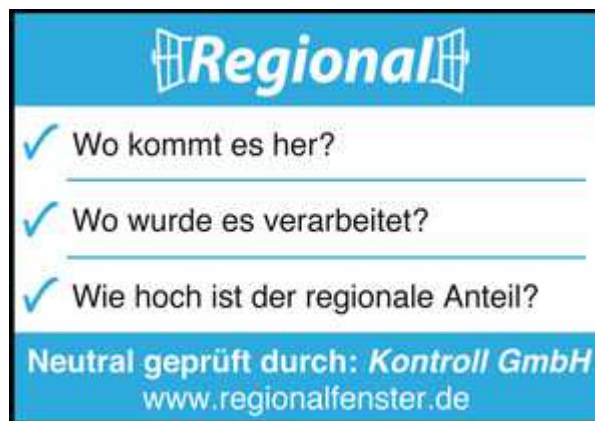 Regional
Wo kommt es her?
Wo wurde es verarbeitet?
Wie hoch ist der regionale Anteil?
Neutral geprüft durch: Kontroll GmbH
www.regionalfenster.de